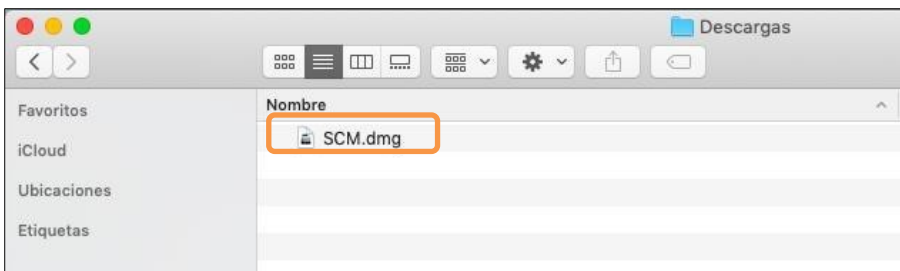 Descargas
Favoritos
iCloud
Ubicaciones
Etiquetas
Nombre
SCM.dmg